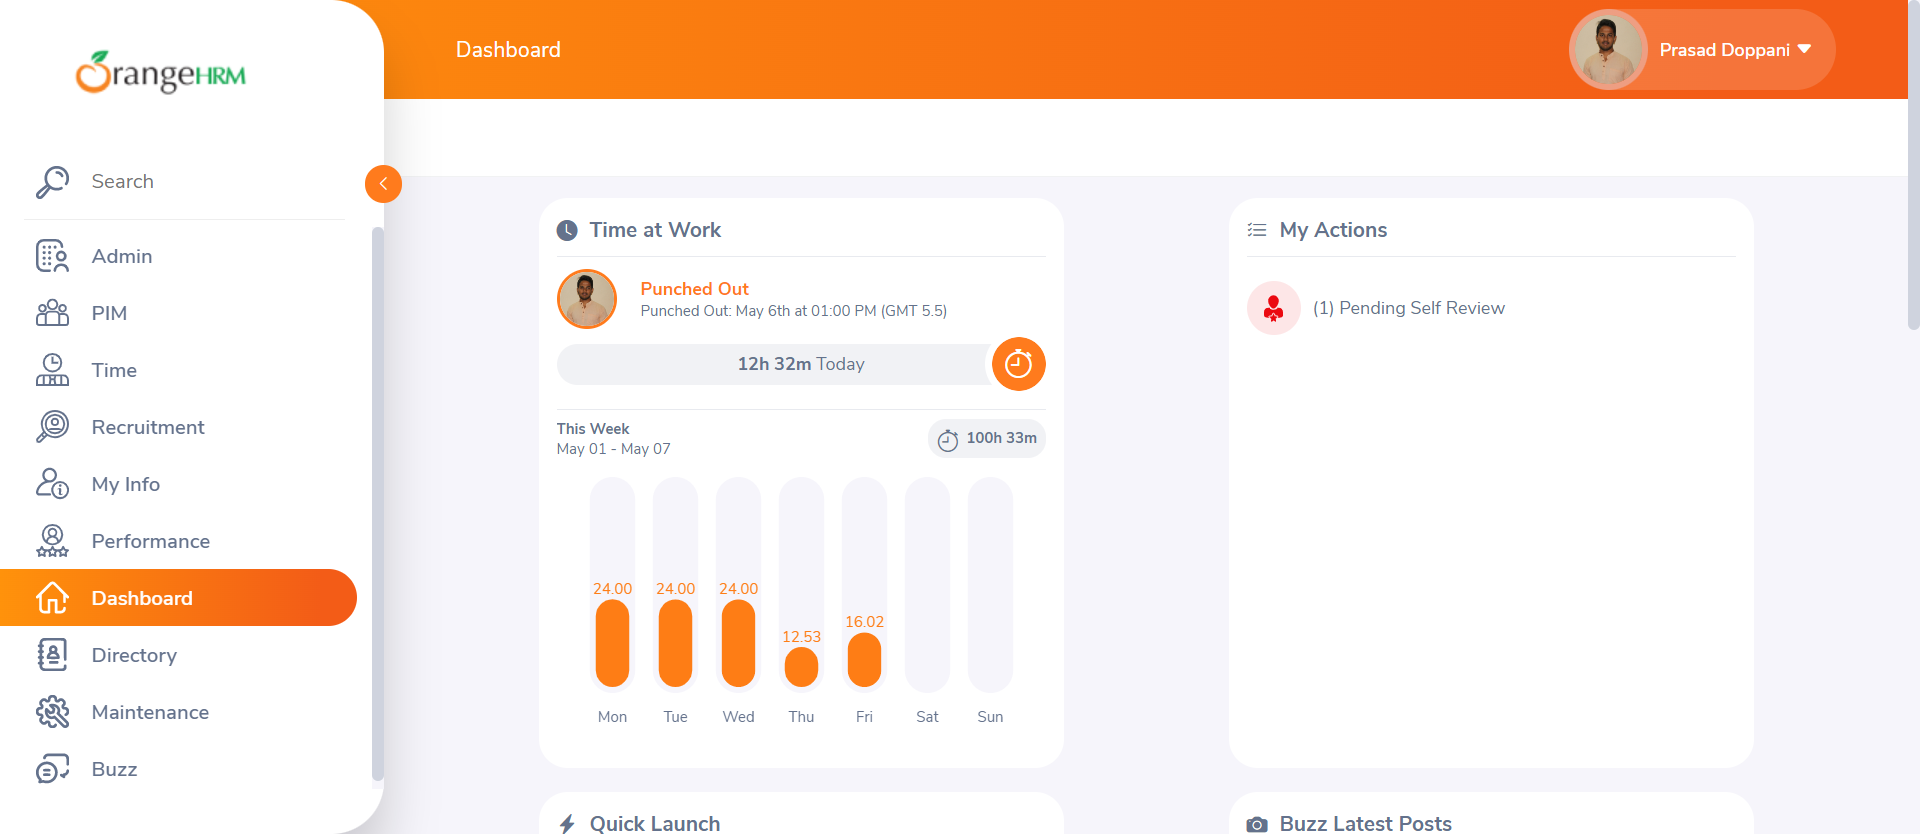 OrangeHRM
Search
Admin
PIM
Time
Recruitment
My Info
Performance
Dashboard
Directory
Maintenance
Buzz
Dashboard
Prasad Doppani
Time at Work
Punched Out
Punched Out: May 6th at 01:00 PM (GMT 5.5)
12h 32m Today
This Week
May 01 - May 07
100h 33m
24.00 24.00 24.00 12.53 16.02
Mon Tue Wed Thu Fri Sat Sun
My Actions
(1) Pending Self Review
Quick Launch
Buzz Latest Posts